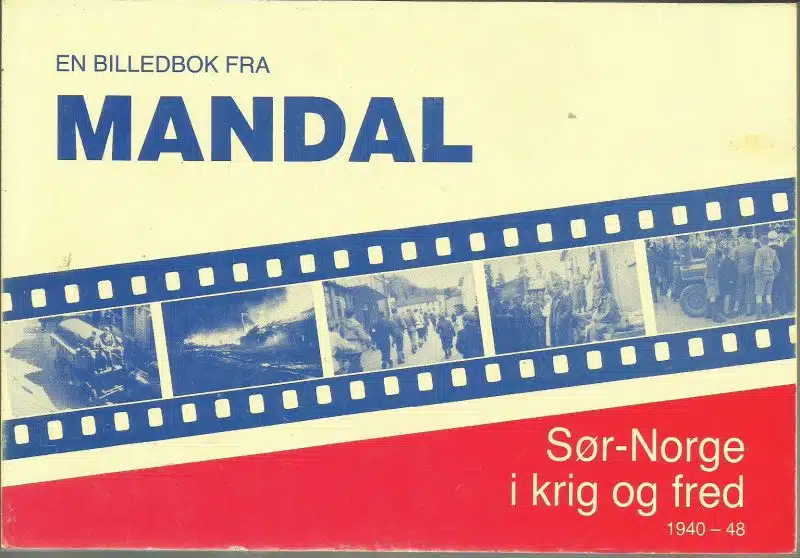 EN BILLEDBOK FRA
MANDAL
Sør-Norge
i krig og fred
1940 – 48